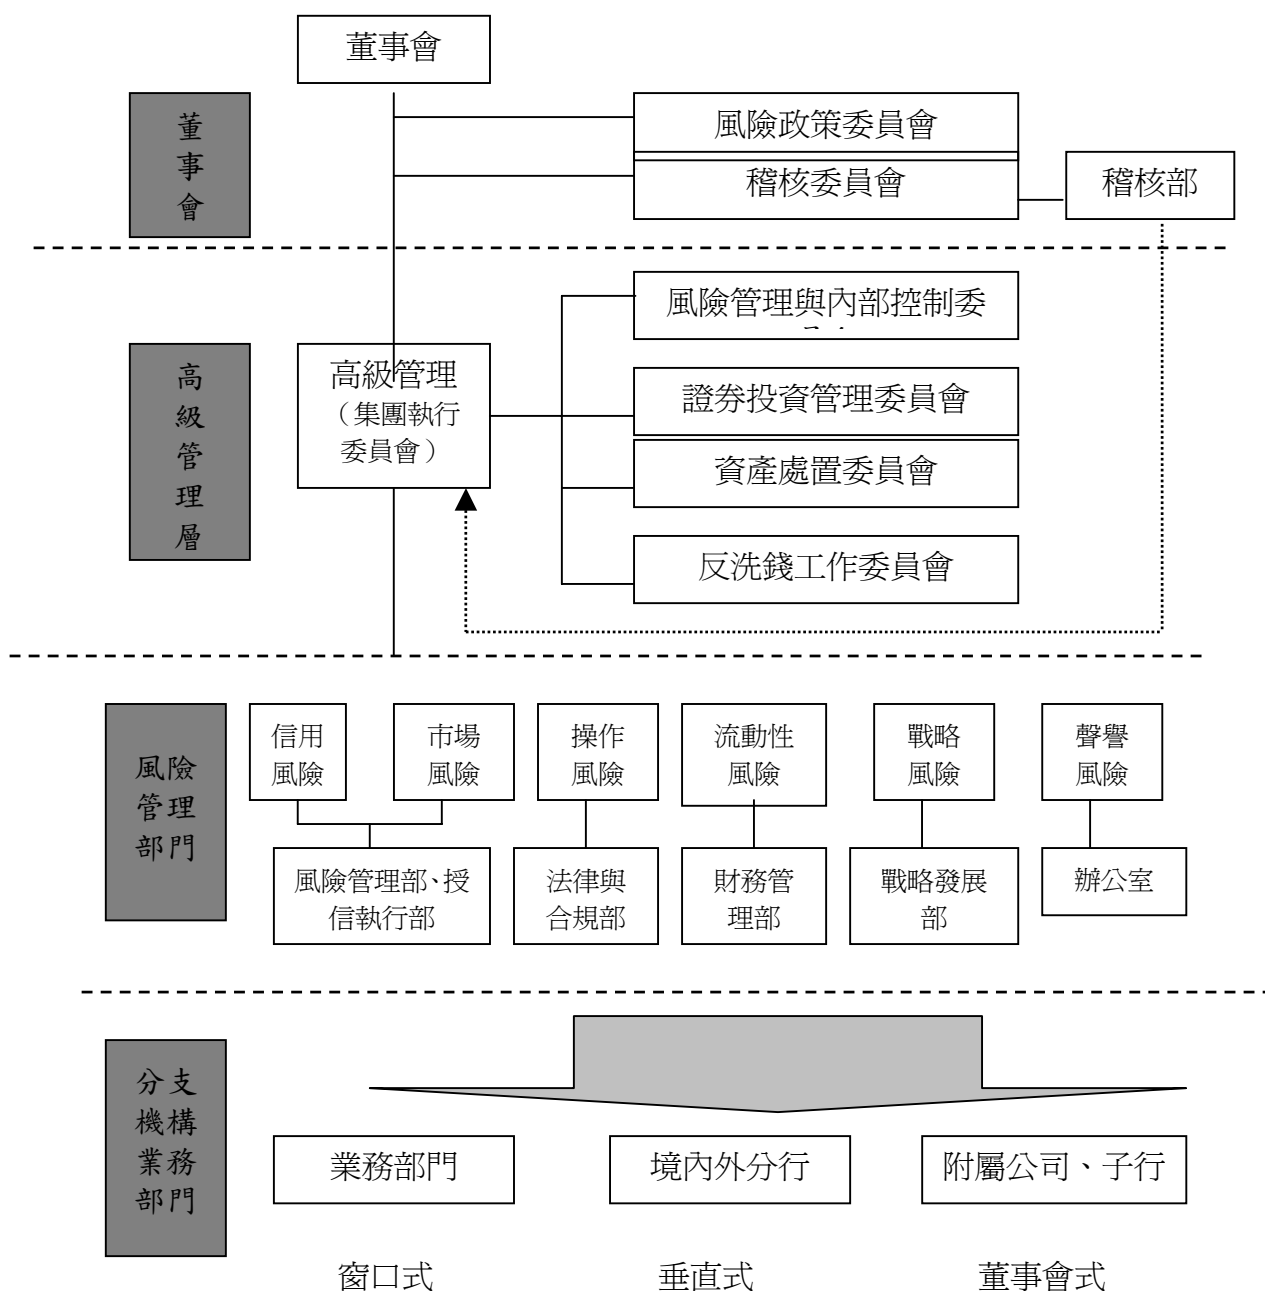 董事會
董
事
會
風險政策委員會
稽核委員會
稽核部
高
級
管
理
層
高級管理
（集團執行
委員會）
風險管理與內部控制委
證券投資管理委員會
資產處置委員會
反洗錢工作委員會
風險
管理
部門
信用
風險
市場
風險
操作
風險
流動性
風險
戰略
風險
聲譽
風險
風險管理部、授
信執行部
法律與
合規部
財務管
理部
戰略發展
部
辦公室
分支
機構
業務
部門
業務部門
境內外分行
附屬公司、子行
窗口式
垂直式
董事會式